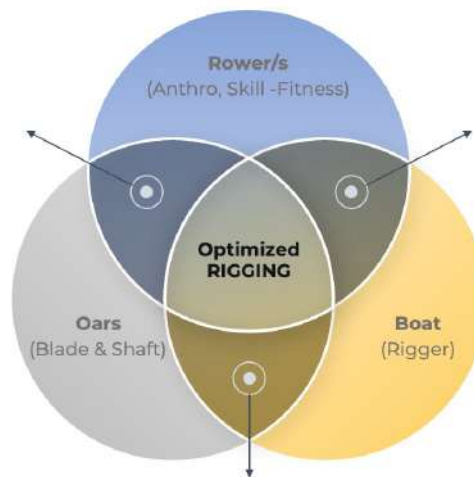 Rower/s
(Anthro, Skill -Fitness)
Optimized
RIGGING
Oars
(Blade & Shaft)
Boat
(Rigger)